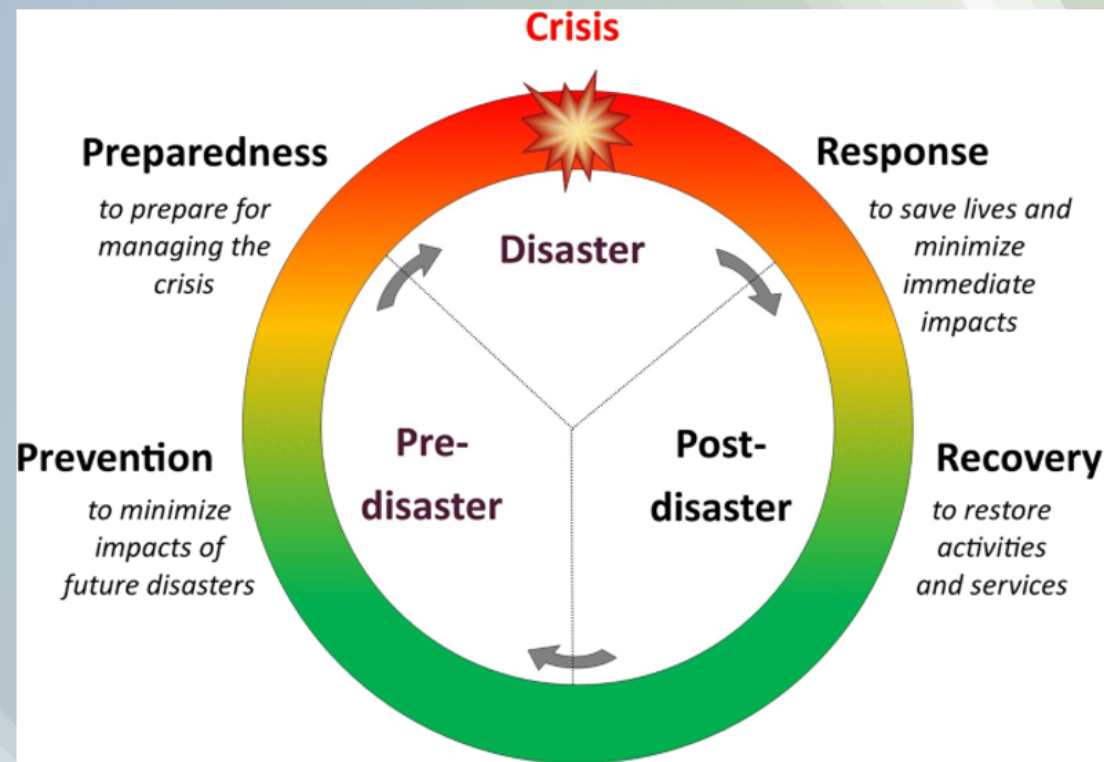 Crisis
Preparedness
to prepare for
managing the
crisis
Response
to save lives and
minimize
immediate
impacts
Disaster
Prevention
to minimize
impacts of
future disasters
Pre-
disaster
Post-
disaster
Recovery
to restore
activities
and services